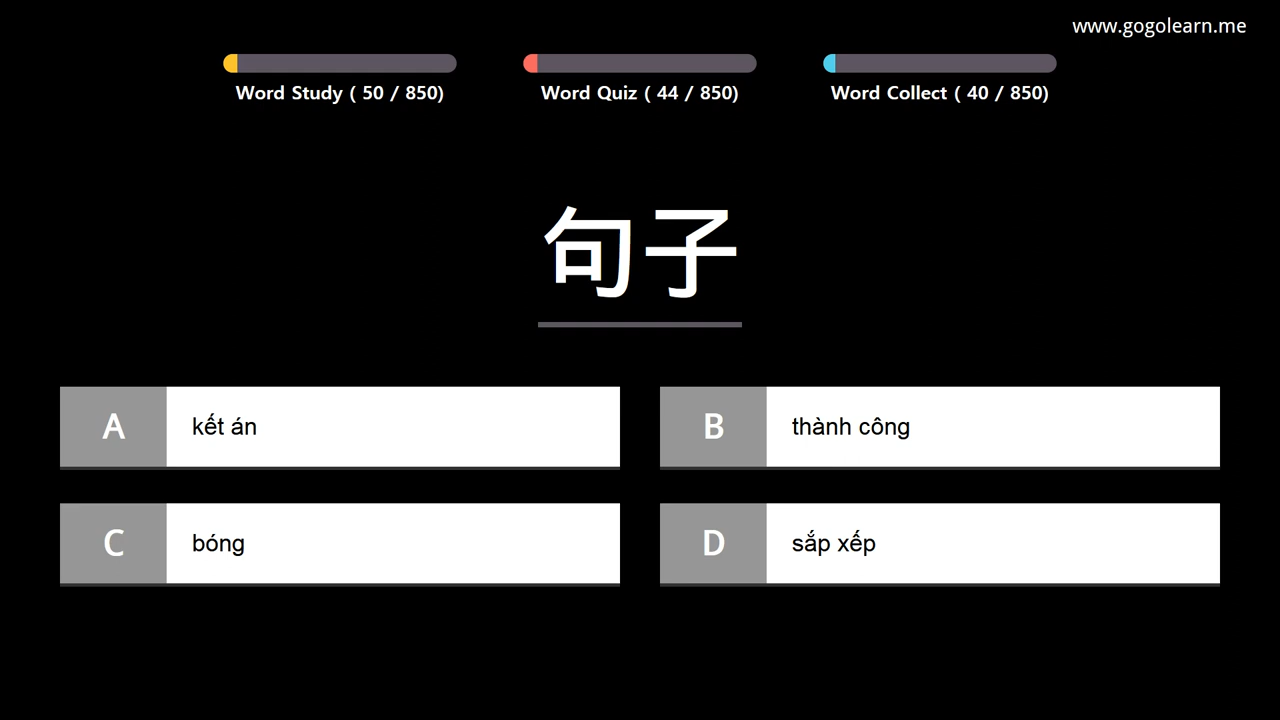 www.gogolearn.me
Word Study ( 50 / 850)
Word Quiz ( 44 / 850)
Word Collect ( 40 / 850)
句子
A kết án
B thành công
C bóng
D sắp xếp